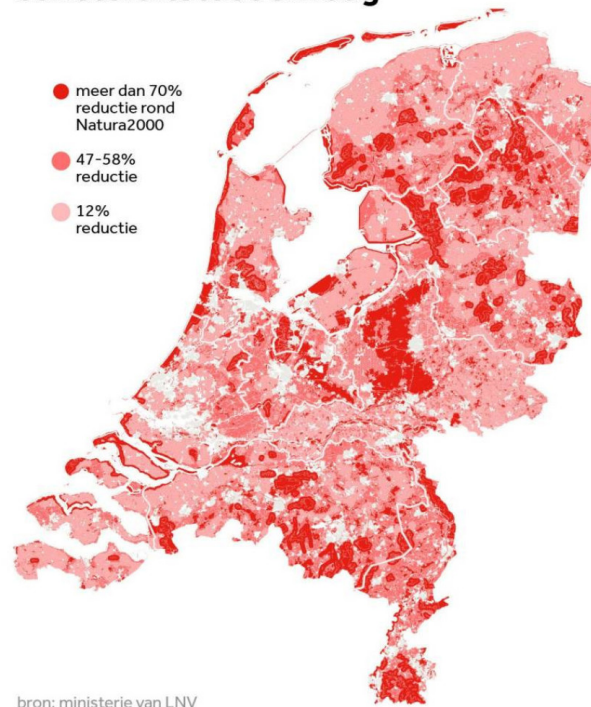 meer dan 70%
reductie rond
Natura2000
47-58%
reductie
12%
reductie
bron: ministerie van LNV